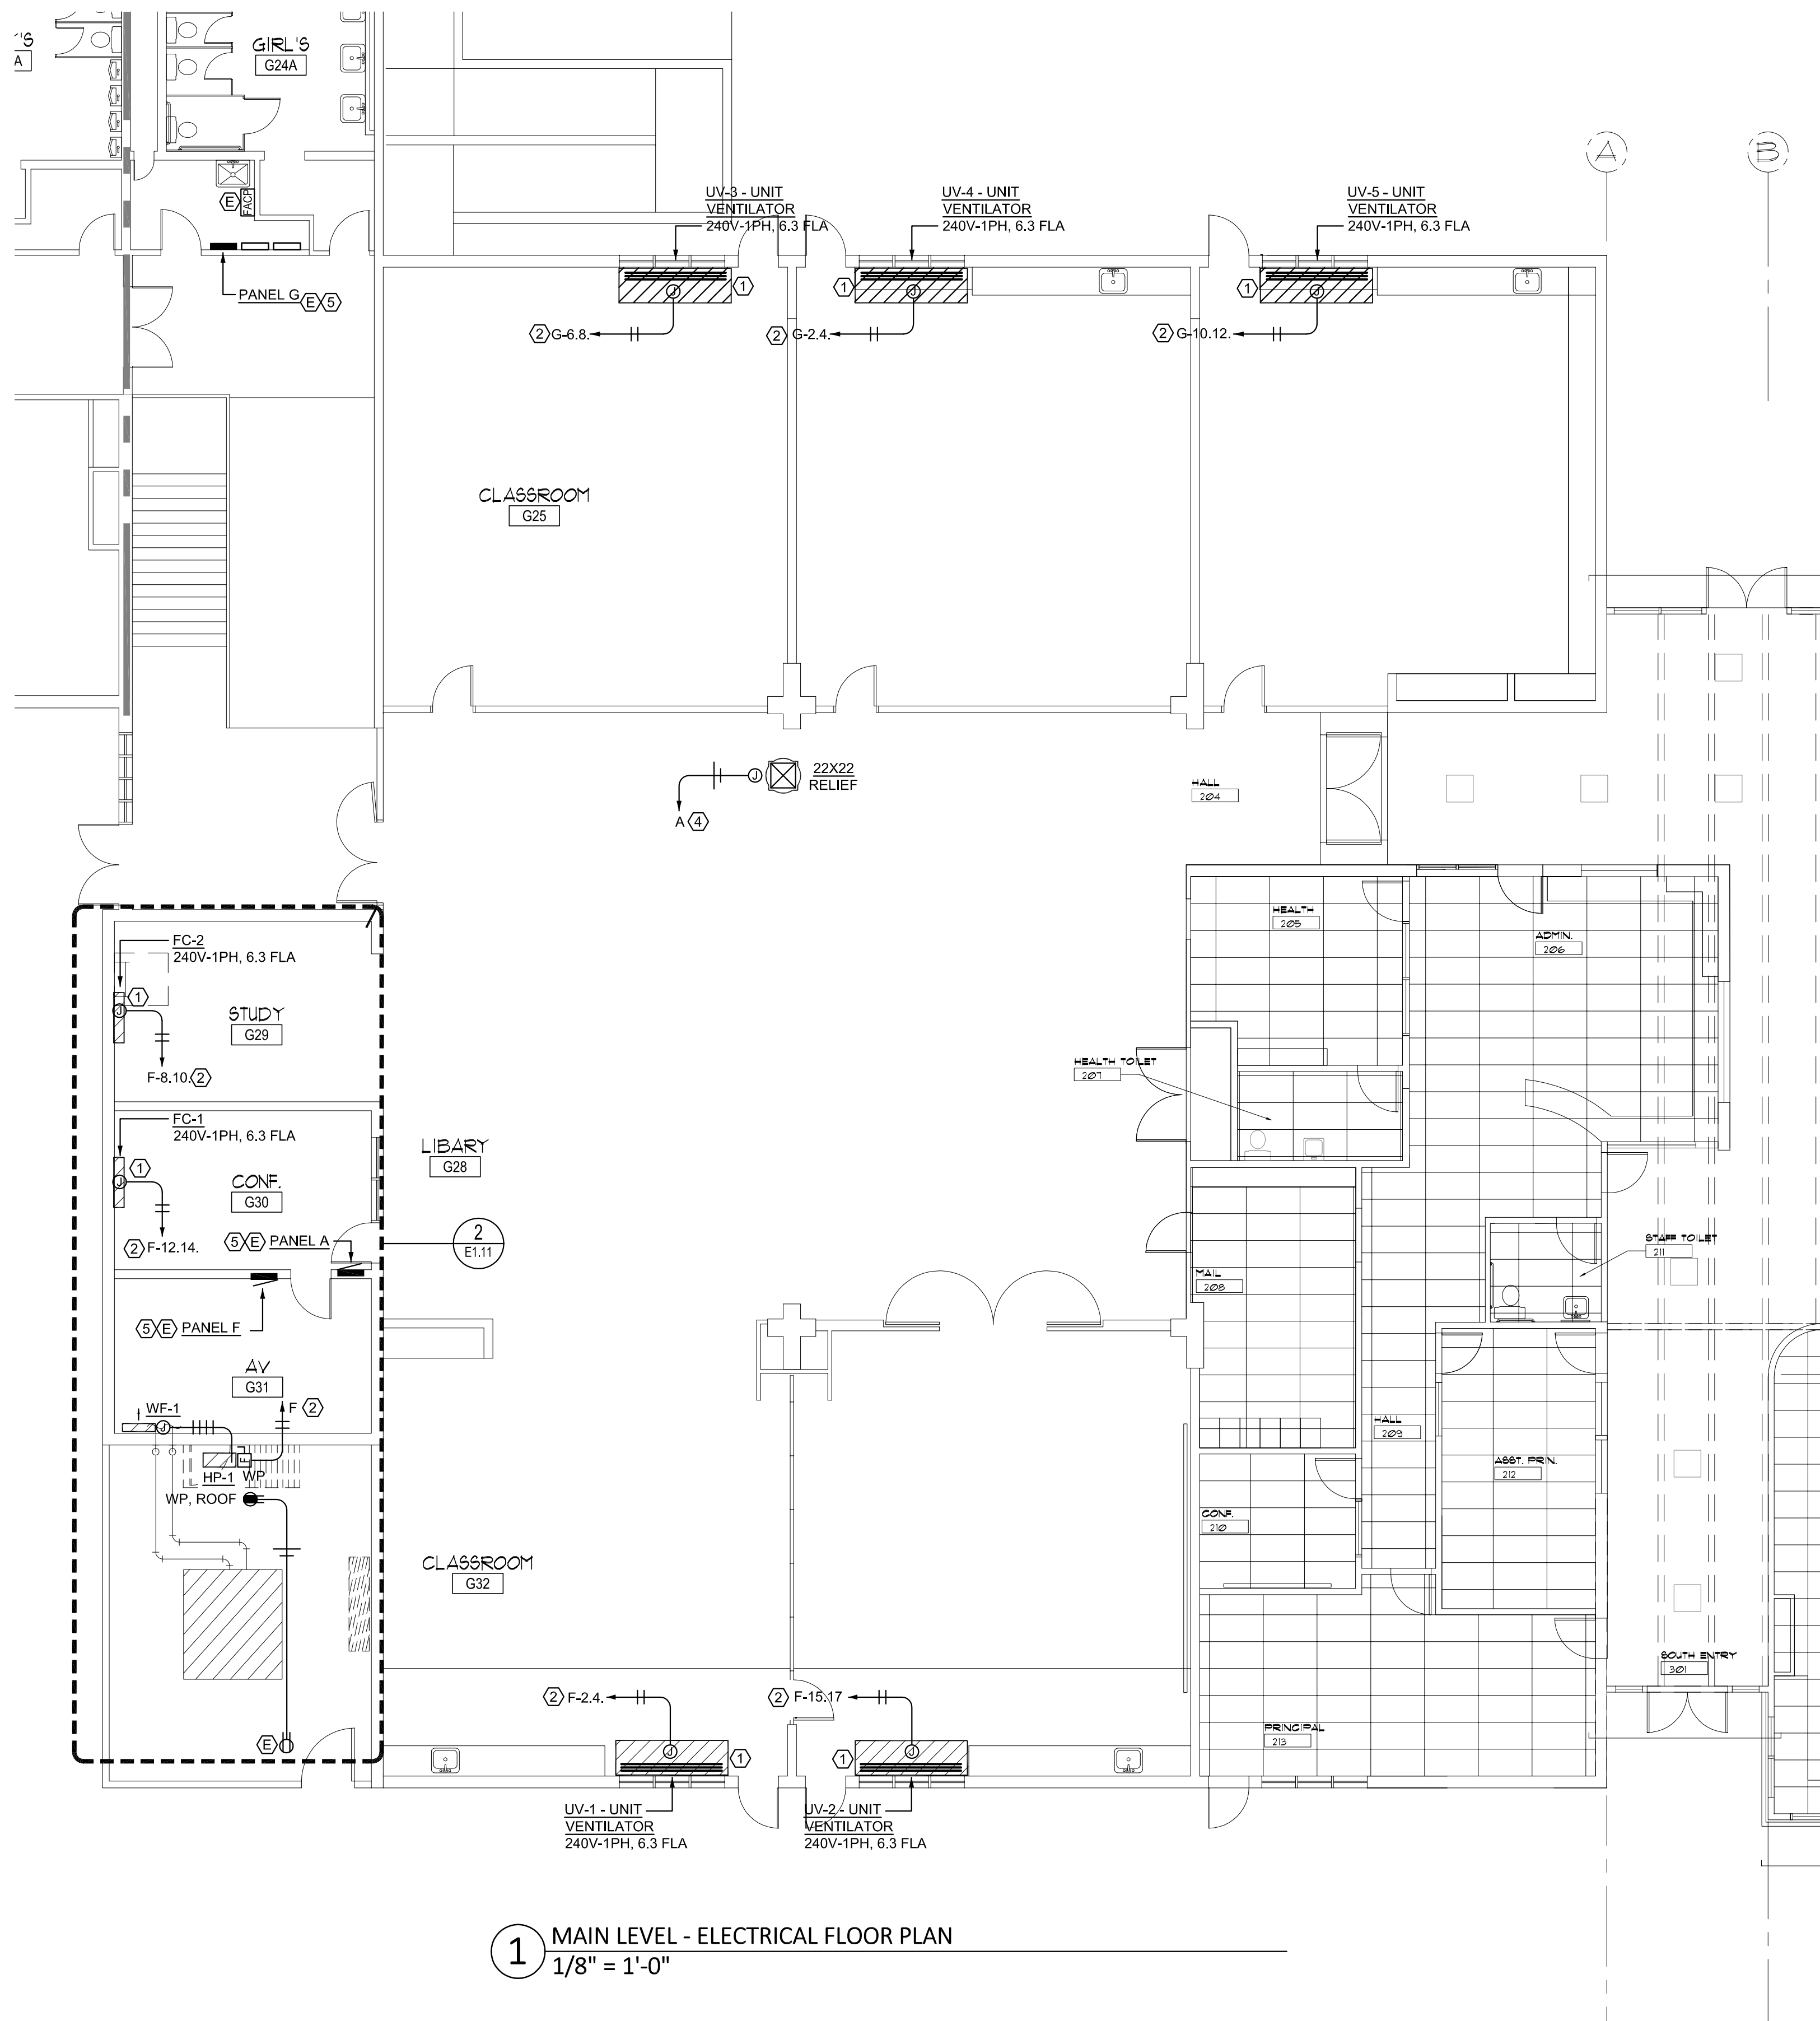 'S
A
GIRL'S
G24A
E
FACP
PANEL G
E
5
A
B
UV-3 - UNIT
VENTILATOR
240V-1PH, 6.3 FLA
UV-4 - UNIT
VENTILATOR
240V-1PH, 6.3 FLA
UV-5 - UNIT
VENTILATOR
240V-1PH, 6.3 FLA
J
1
J
1
J
1
2 G-6.8.
2 G-2.4.
2 G-10.12.
CLASSROOM
G25
J
22X22
RELIEF
A 4
HALL
204
HEALTH
205
ADMIN.
206
FC-2
240V-1PH, 6.3 FLA
1
J
STUDY
G29
F-8.10. 2
HEALTH TOILET
207
FC-1
240V-1PH, 6.3 FLA
1
J
CONF.
G30
2 F-12.14.
LIBARY
G28
5 E PANEL A
2
E1.11
STAFF TOILET
211
MAIL
208
5 E PANEL F
AV
G31
WF-1
J
F 2
F
HP-1
WP
WP, ROOF
HALL
209
ASST. PRIN.
212
CONF.
210
CLASSROOM
G32
SOUTH ENTRY
301
2 F-2.4.
2 F-15.17
PRINCIPAL
213
E
J
1
1
J
UV-1 - UNIT
VENTILATOR
240V-1PH, 6.3 FLA
UV-2 - UNIT
VENTILATOR
240V-1PH, 6.3 FLA
1
MAIN LEVEL - ELECTRICAL FLOOR PLAN
1/8" = 1'-0"